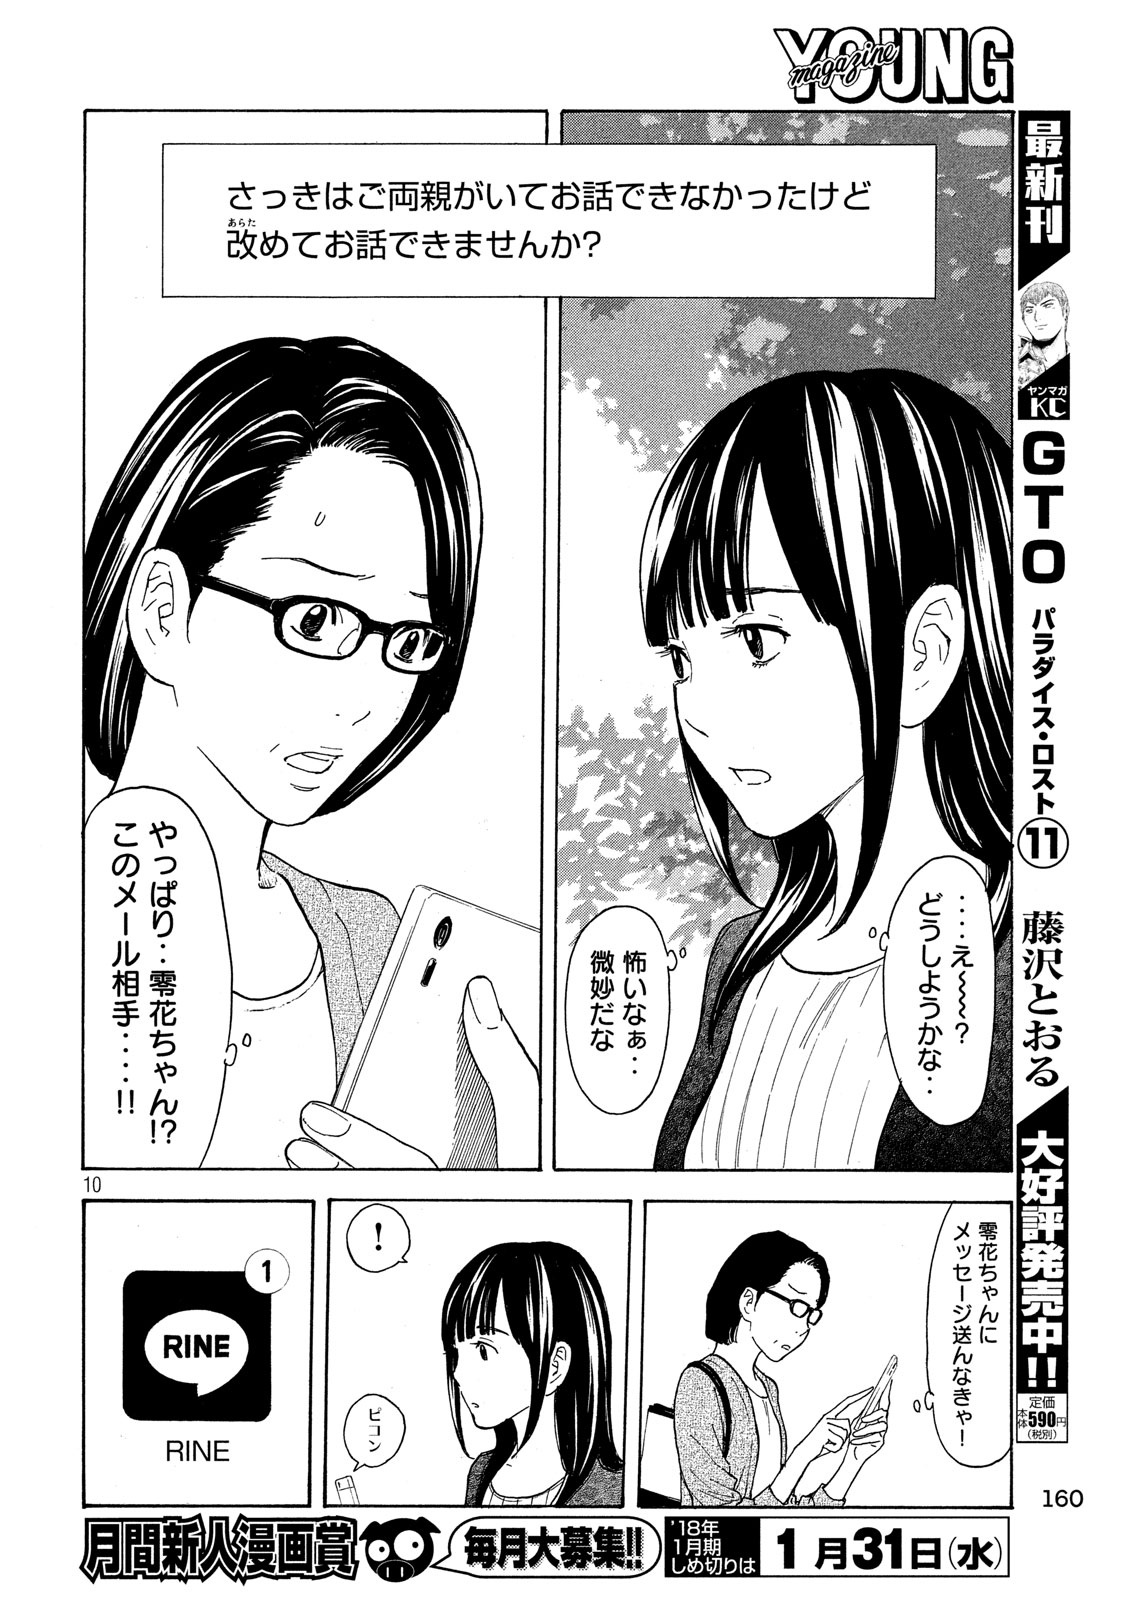 YOUNG
magazine
さっきはご両親がいてお話できなかったけど
あらた
改めてお話できませんか?
‥‥え〜〜〜?
どうしようかな‥
怖いなぁ‥
微妙だな
やっぱり‥零花ちゃん!?
このメール相手‥‥!!
10
零花ちゃんに
メッセージ送んなきゃ!
!
ピコン
1
RINE
RINE
最新刊
ヤンマガ
KC
GTO
パラダイス・ロスト⑪
藤沢とおる
大好評発売中!!
定価
本体590円
(税別)
160
月間新人漫画賞
毎月大募集!!
'18年
1月期
しめ切りは
1月31日(水)